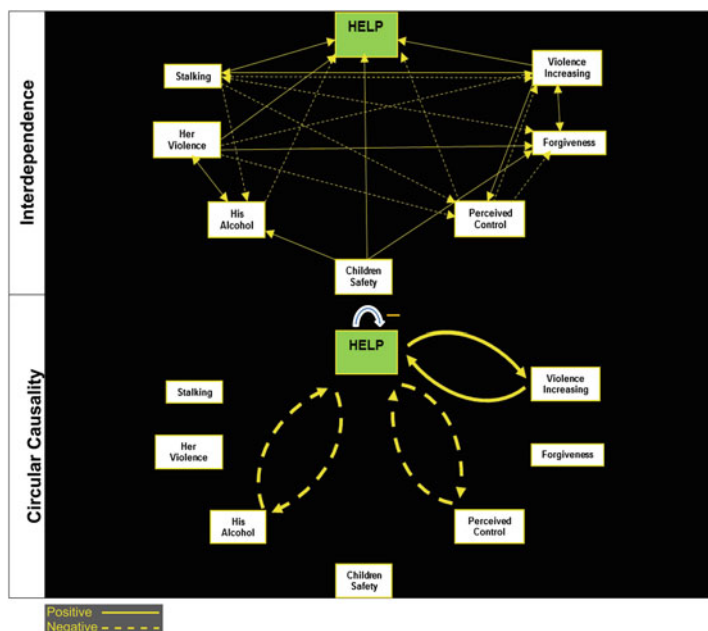 Interdependence
HELP
Stalking
Violence
Increasing
Her
Violence
Forgiveness
His
Alcohol
Perceived
Control
Children
Safety
Circular Causality
HELP
Stalking
Violence
Increasing
Her
Violence
Forgiveness
His
Alcohol
Perceived
Control
Children
Safety
Positive
Negative